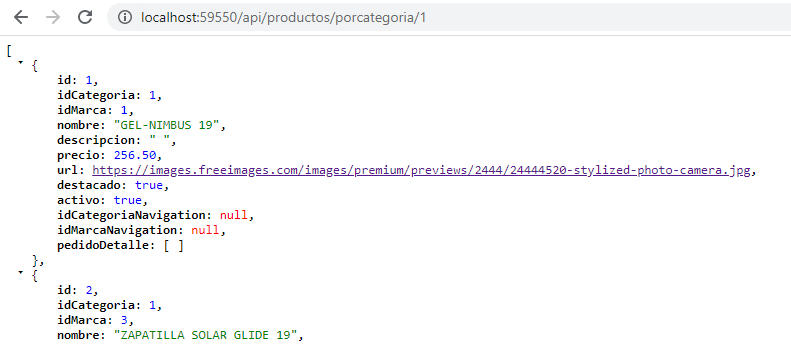 localhost:59550/api/productos/porcategoria/1
[
{
id: 1,
idCategoria: 1,
idMarca: 1,
nombre: "GEL-NIMBUS 19",
descripcion: " ",
precio: 256.50,
url: https://images.freeimages.com/images/premium/previews/2444/24444520-stylized-photo-camera.jpg,
destacado: true,
activo: true,
idCategoriaNavigation: null,
idMarcaNavigation: null,
pedidoDetalle: [ ]
},
{
id: 2,
idCategoria: 1,
idMarca: 3,
nombre: "ZAPATILLA SOLAR GLIDE 19",